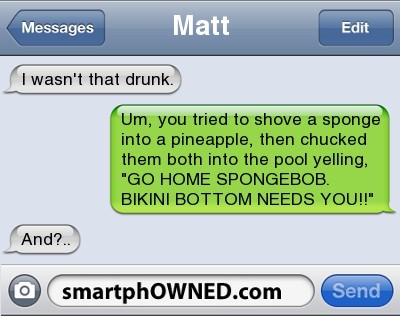 Messages
Matt
Edit
I wasn't that drunk.
Um, you tried to shove a sponge
into a pineapple, then chucked
them both into the pool yelling,
"GO HOME SPONGEBOB.
BIKINI BOTTOM NEEDS YOU!!"
And?..
smartphOWNED.com
Send